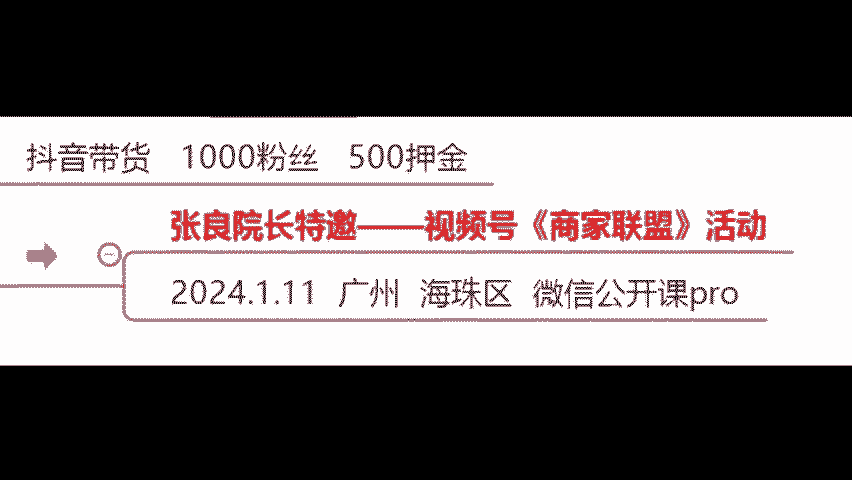 抖音带货 1000粉丝 500押金
张良院长特邀——视频号《商家联盟》活动
2024.1.11 广州 海珠区 微信公开课pro